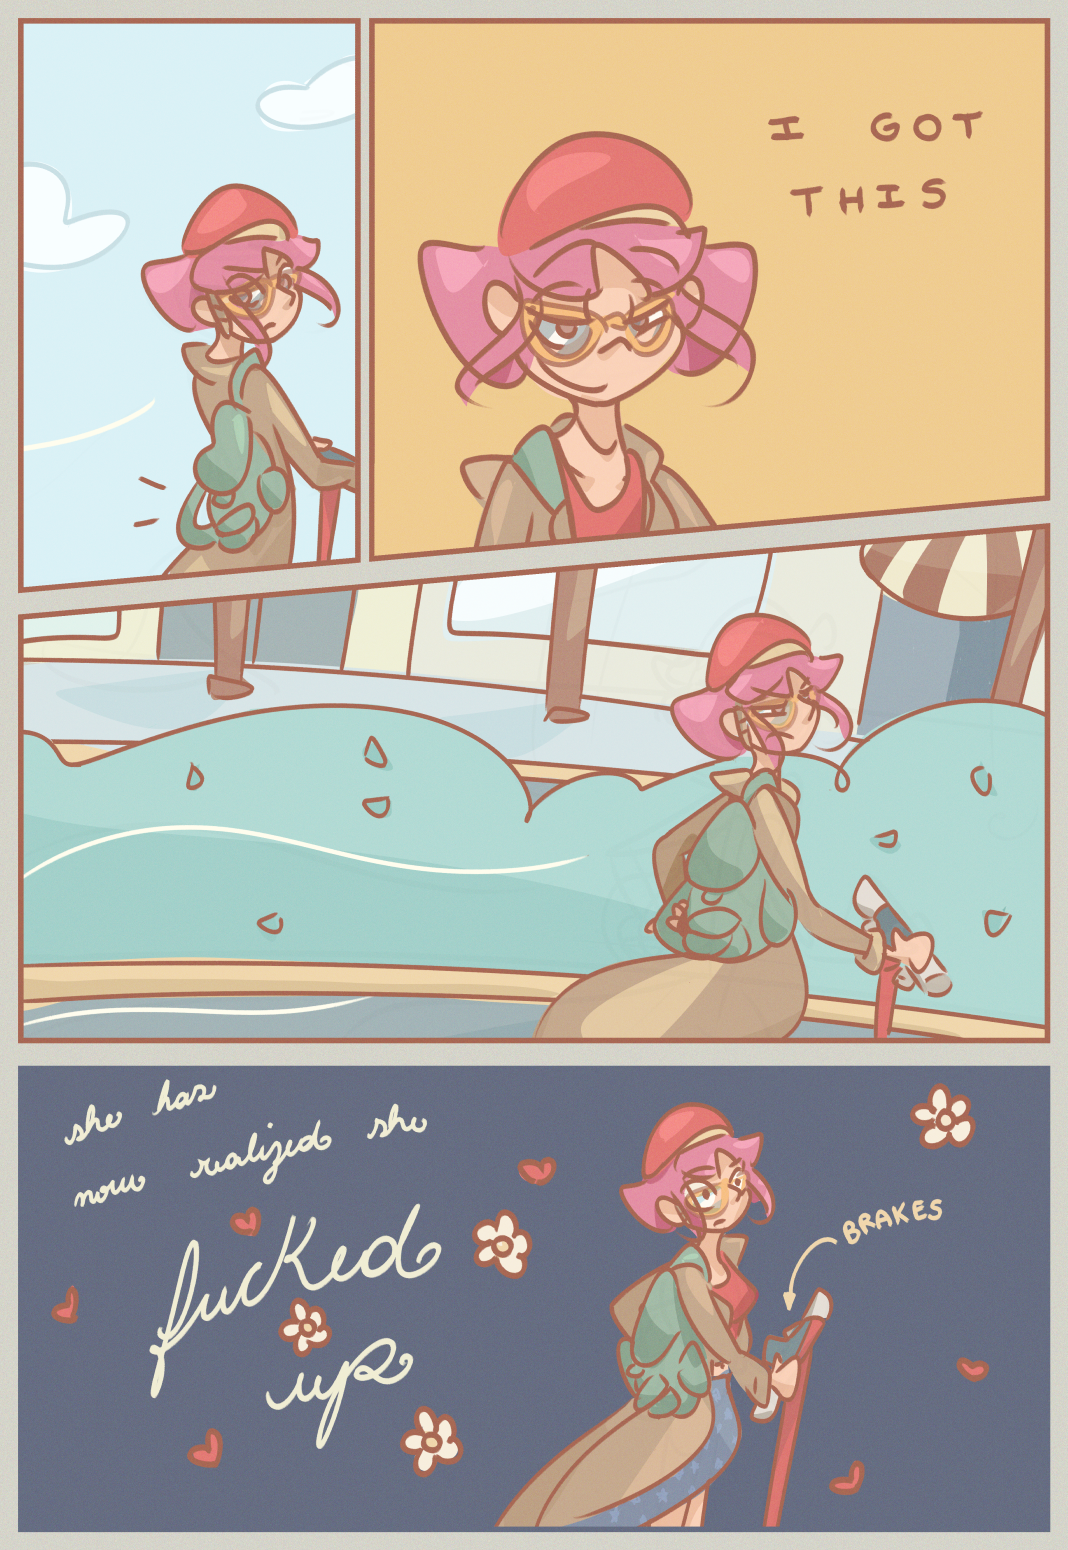 I GOT
THIS
she has
now realized she
fucked
up
BRAKES